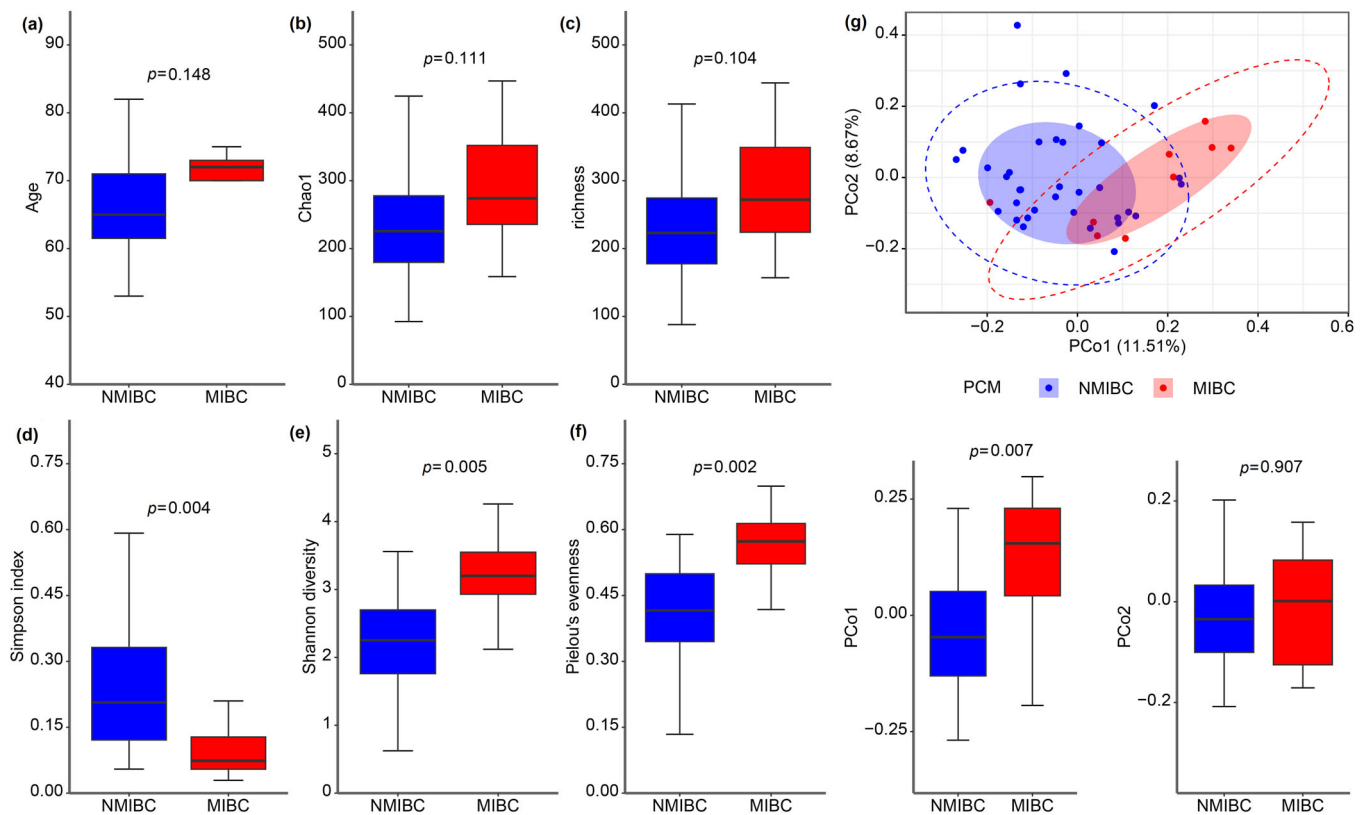 (a)
90
80
70
60
50
40
Age
p=0.148
NMIBC MIBC
(b)
500
400
300
200
100
0
Chao1
p=0.111
NMIBC MIBC
(c)
500
400
300
200
100
0
richness
p=0.104
NMIBC MIBC
(g)
0.4
0.2
0.0
−0.2
PCo2 (8.67%)
−0.2 0.0 0.2 0.4 0.6
PCo1 (11.51%)
PCM NMIBC MIBC
(d)
0.75
0.60
0.45
0.30
0.15
0.00
Simpson index
p=0.004
NMIBC MIBC
(e)
5
4
3
2
1
0
Shannon diversity
p=0.005
NMIBC MIBC
(f)
0.75
0.60
0.45
0.30
0.15
0.00
Pielou's evenness
p=0.002
NMIBC MIBC
0.25
0.00
−0.25
PCo1
p=0.007
NMIBC MIBC
0.2
0.0
−0.2
PCo2
p=0.907
NMIBC MIBC